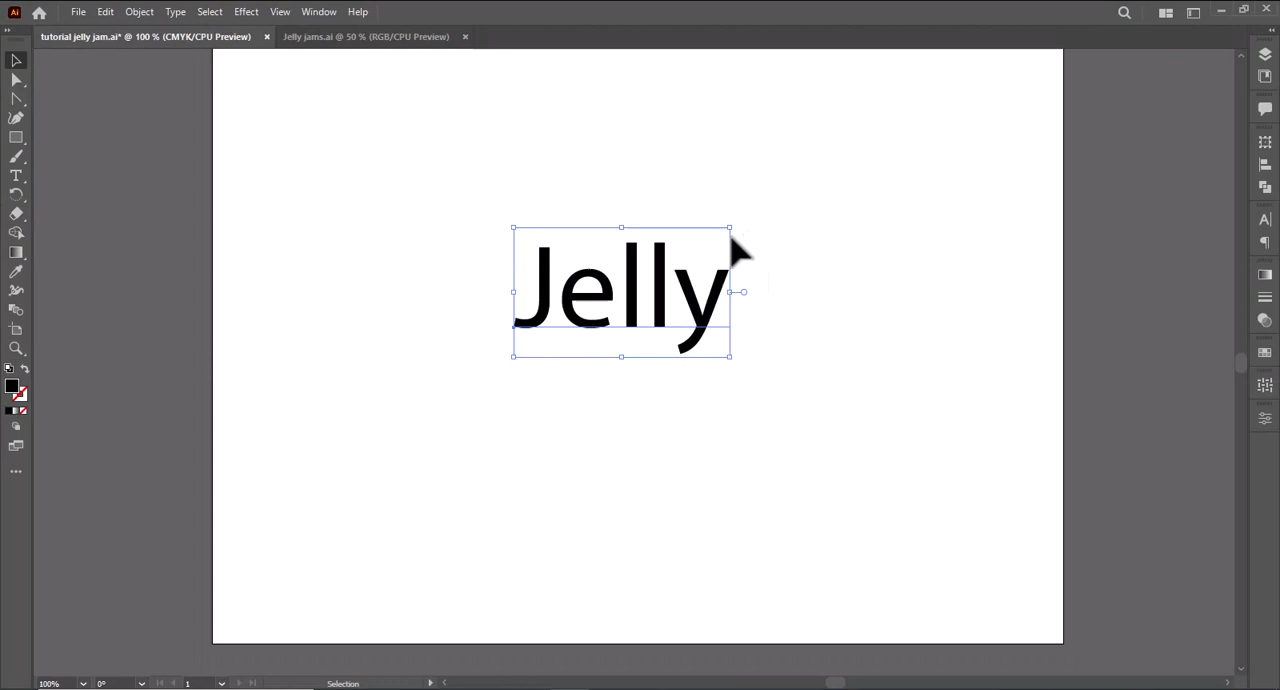 Ai File Edit Object Type Select Effect View Window Help
tutorial jelly jam.ai* @ 100 % (CMYK/CPU Preview) × Jelly jams.ai @ 50 % (RGB/CPU Preview) ×
Jelly
100% 0° 1 Selection